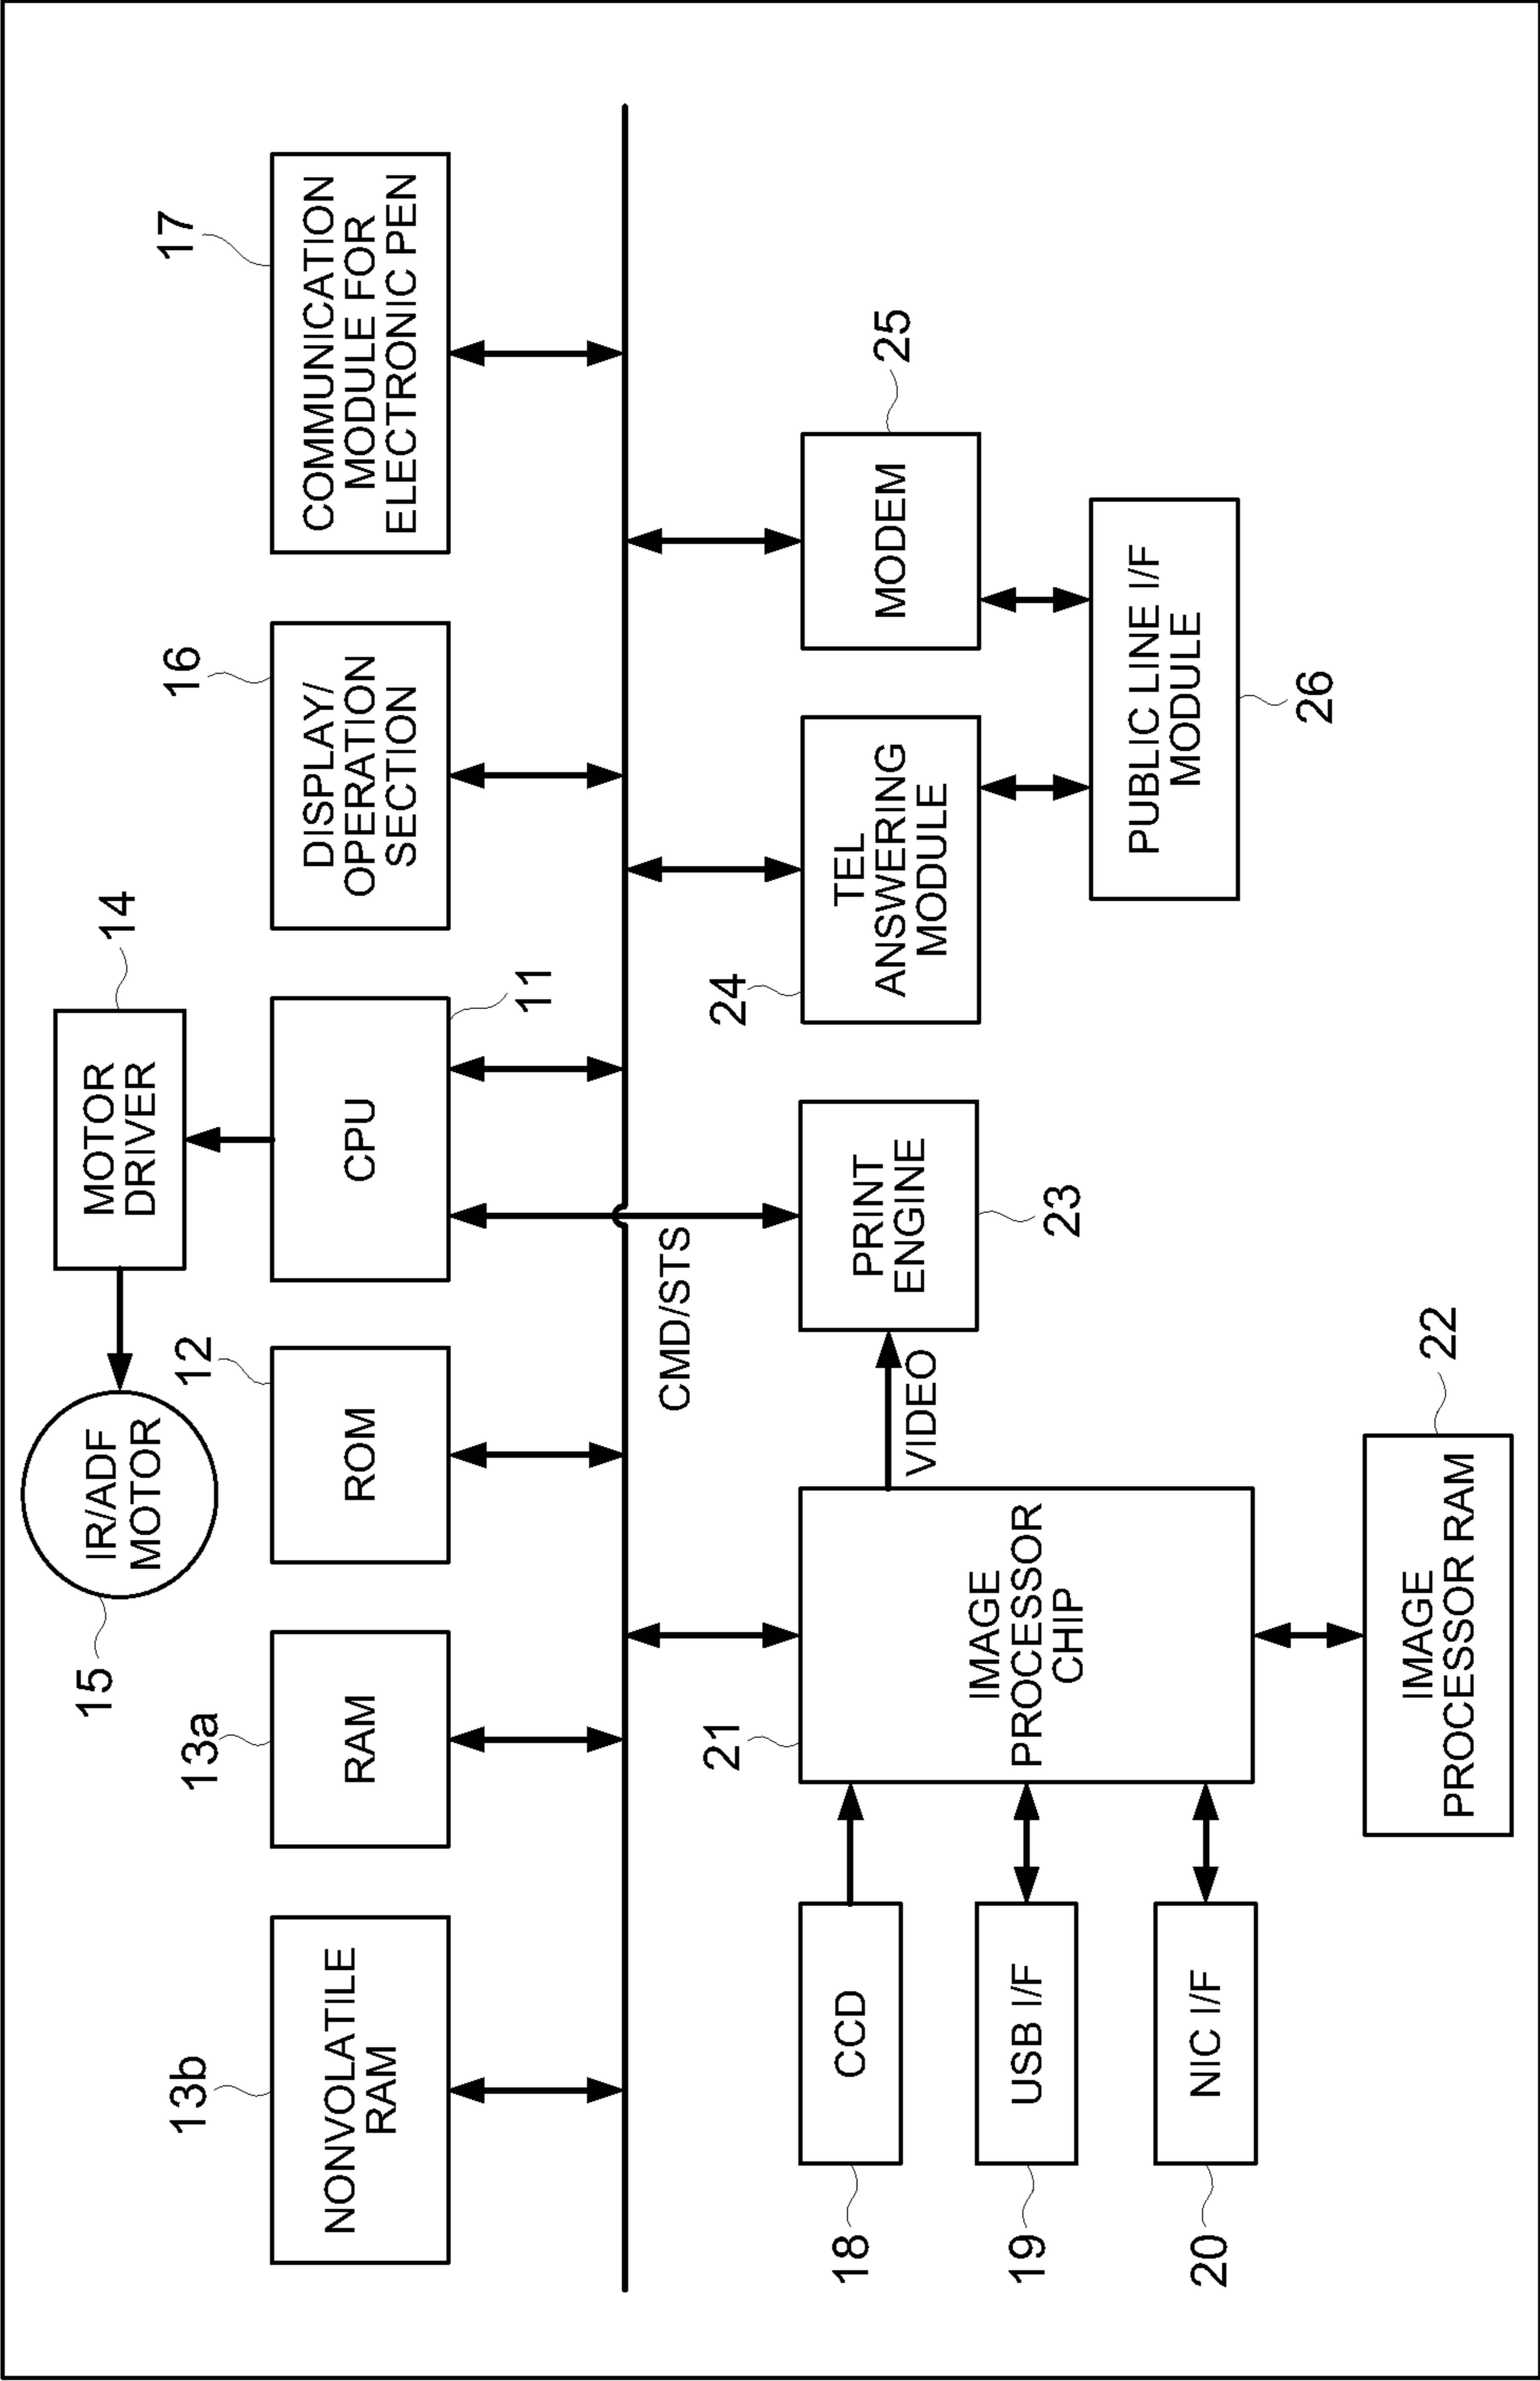 15
IR/ADF
MOTOR
MOTOR
DRIVER
14
13b
NONVOLATILE
RAM
13a
RAM
12
ROM
CPU
11
16
DISPLAY/
OPERATION
SECTION
17
COMMUNICATION
MODULE FOR
ELECTRONIC PEN
CMD/STS
18
CCD
19
USB I/F
20
NIC I/F
21
IMAGE
PROCESSOR
CHIP
VIDEO
PRINT
ENGINE
23
24
TEL
ANSWERING
MODULE
MODEM
25
PUBLIC LINE I/F
MODULE
26
IMAGE
PROCESSOR RAM
22